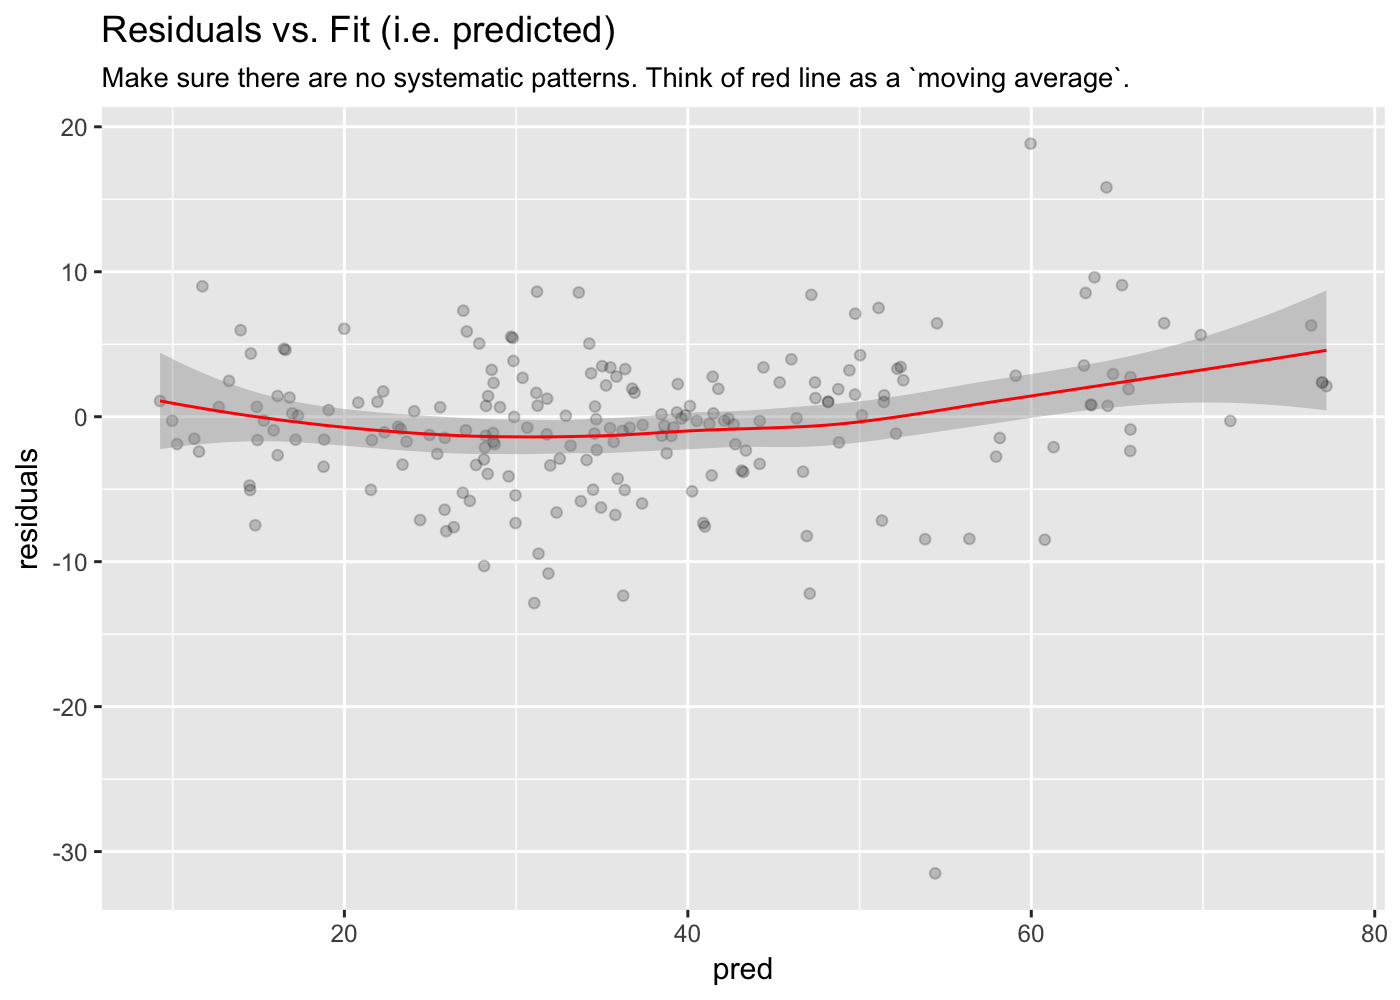 Residuals vs. Fit (i.e. predicted)
Make sure there are no systematic patterns. Think of red line as a `moving average`.
residuals
20
10
0
-10
-20
-30
20
40
60
80
pred